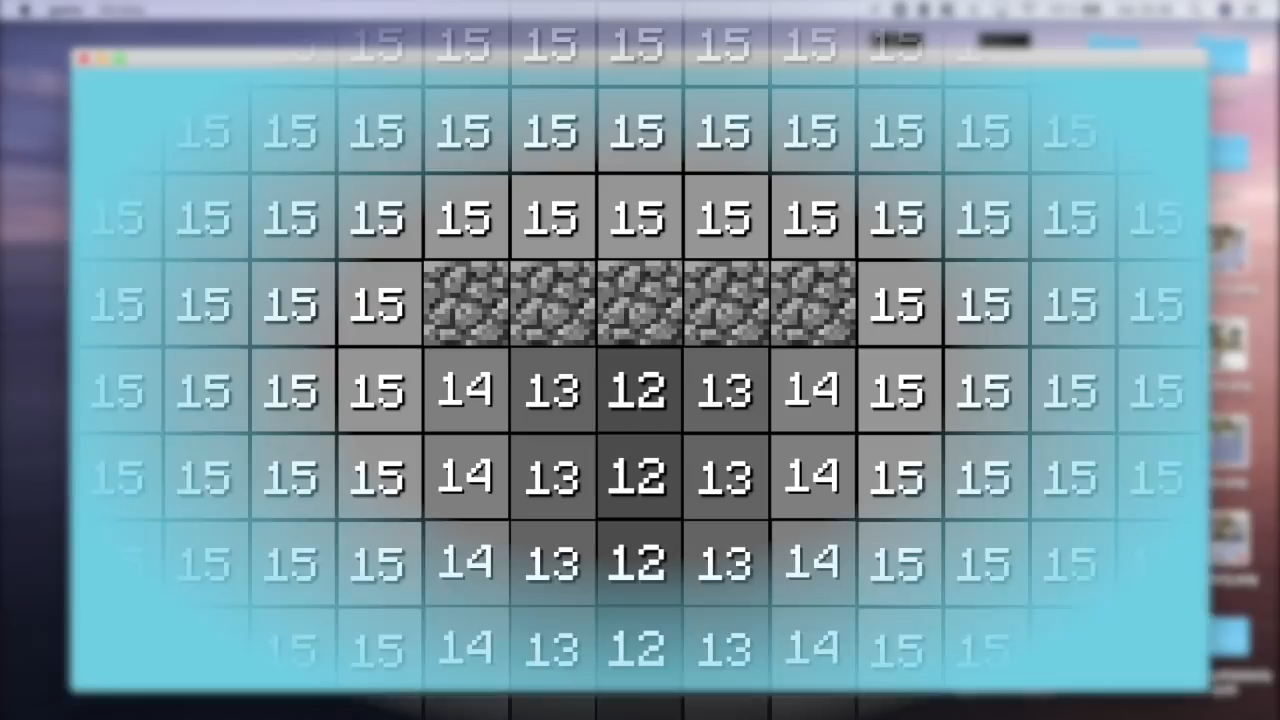 15 15 15 15 15 15 15
15 15 15 15 15 15 15 15 15 15 15
15 15 15 15 15 15 15 15 15 15 15 15 15
15 15 15 15 15 15 15 15
15 15 15 15 14 13 12 13 14 15 15 15 15
15 15 15 15 14 13 12 13 14 15 15 15 15
15 15 15 14 13 12 13 14 15 15 15
15 15 14 13 12 13 14 15 15